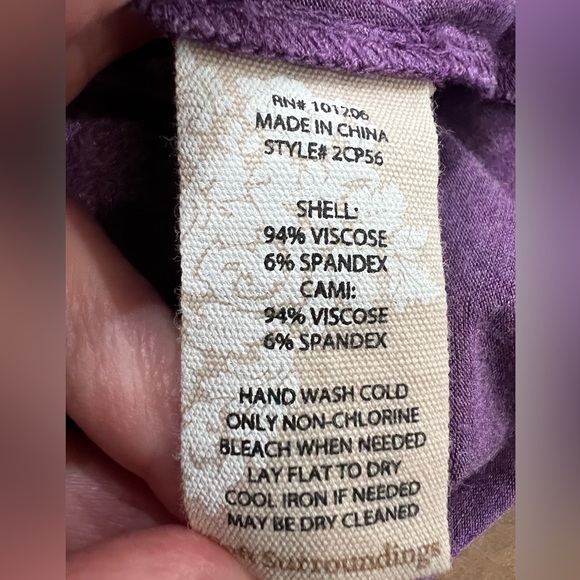 RN# 101206
MADE IN CHINA
STYLE# 2CP56
SHELL:
94% VISCOSE
6% SPANDEX
CAMI:
94% VISCOSE
6% SPANDEX
HAND WASH COLD
ONLY NON-CHLORINE
BLEACH WHEN NEEDED
LAY FLAT TO DRY
COOL IRON IF NEEDED
MAY BE DRY CLEANED
Surroundings